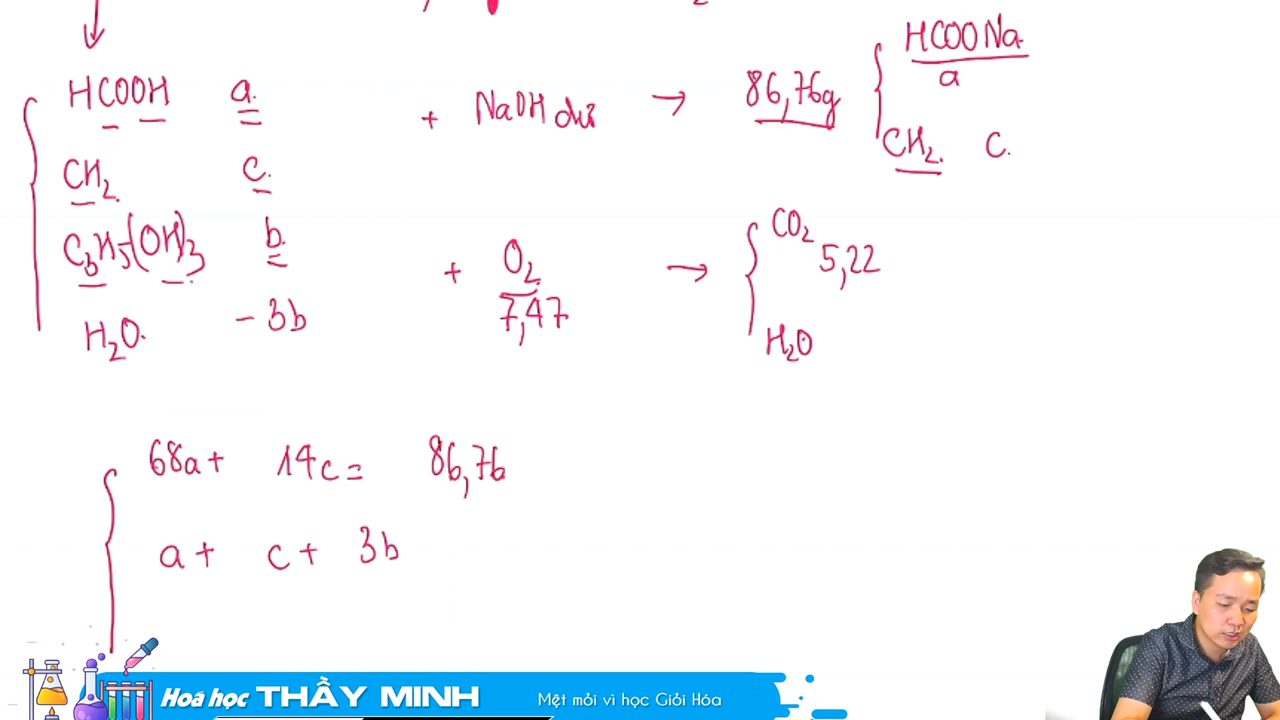 HCOOH a. + NaOH dư → 86,76g { HCOONa a
CH₂. c. CH₂. c.
C₃H₅(OH)₃ b. + O₂ 7,47 → { CO₂ 5,22
H₂O. -3b H₂O
68a + 14c = 86,76
a + c + 3b
Hoá học THẦY MINH Mệt mỏi vì học Giỏi Hóa